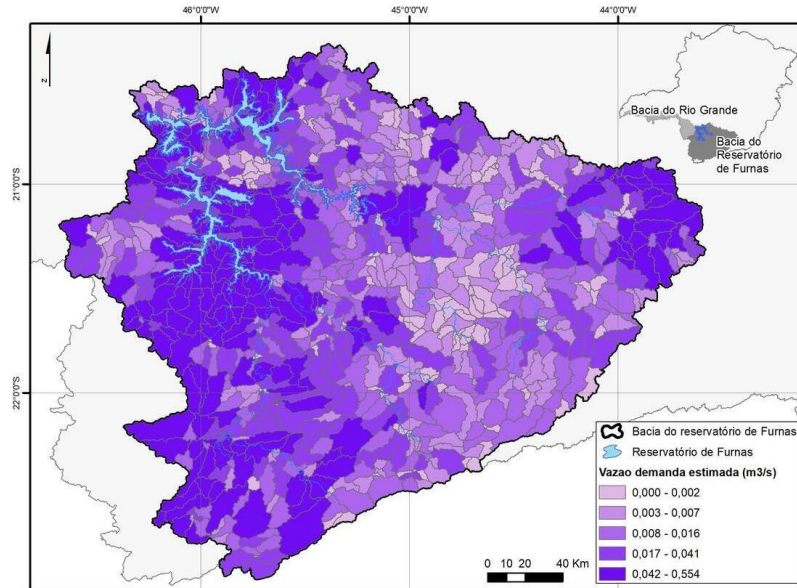 46°0'0"W 45°0'0"W 44°0'0"W
z
Bacia do Rio Grande
Bacia do
Reservatório
de Furnas
21°0'0"S
22°0'0"S
Bacia do reservatório de Furnas
Reservatório de Furnas
Vazao demanda estimada (m3/s)
0,000 - 0,002
0,003 - 0,007
0,008 - 0,016
0,017 - 0,041
0,042 - 0,554
0 10 20 40 Km